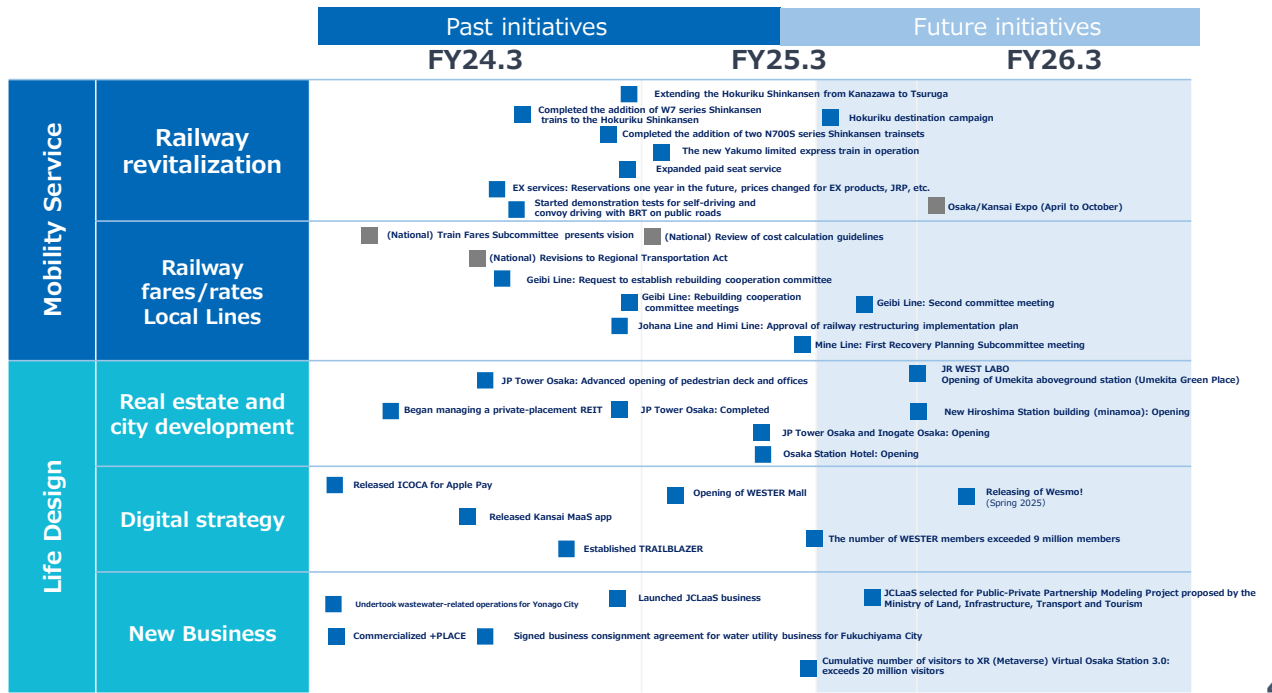 Past initiatives
Future initiatives
FY24.3
FY25.3
FY26.3
Mobility Service
Railway
revitalization
Extending the Hokuriku Shinkansen from Kanazawa to Tsuruga
Completed the addition of W7 series Shinkansen
trains to the Hokuriku Shinkansen
Hokuriku destination campaign
Completed the addition of two N700S series Shinkansen trainsets
The new Yakumo limited express train in operation
Expanded paid seat service
EX services: Reservations one year in the future, prices changed for EX products, JRP, etc.
Started demonstration tests for self-driving and
convoy driving with BRT on public roads
Osaka/Kansai Expo (April to October)
Railway
fares/rates
Local Lines
(National) Train Fares Subcommittee presents vision
(National) Review of cost calculation guidelines
(National) Revisions to Regional Transportation Act
Geibi Line: Request to establish rebuilding cooperation committee
Geibi Line: Rebuilding cooperation
committee meetings
Geibi Line: Second committee meeting
Johana Line and Himi Line: Approval of railway restructuring implementation plan
Mine Line: First Recovery Planning Subcommittee meeting
Life Design
Real estate and
city development
JP Tower Osaka: Advanced opening of pedestrian deck and offices
JR WEST LABO
Opening of Umekita aboveground station (Umekita Green Place)
Began managing a private-placement REIT
JP Tower Osaka: Completed
New Hiroshima Station building (minamoa): Opening
JP Tower Osaka and Inogate Osaka: Opening
Osaka Station Hotel: Opening
Digital strategy
Released ICOCA for Apple Pay
Opening of WESTER Mall
Releasing of Wesmo!
(Spring 2025)
Released Kansai MaaS app
The number of WESTER members exceeded 9 million members
Established TRAILBLAZER
New Business
Undertook wastewater-related operations for Yonago City
Launched JCLaaS business
JCLaaS selected for Public-Private Partnership Modeling Project proposed by the
Ministry of Land, Infrastructure, Transport and Tourism
Commercialized +PLACE
Signed business consignment agreement for water utility business for Fukuchiyama City
Cumulative number of visitors to XR (Metaverse) Virtual Osaka Station 3.0:
exceeds 20 million visitors